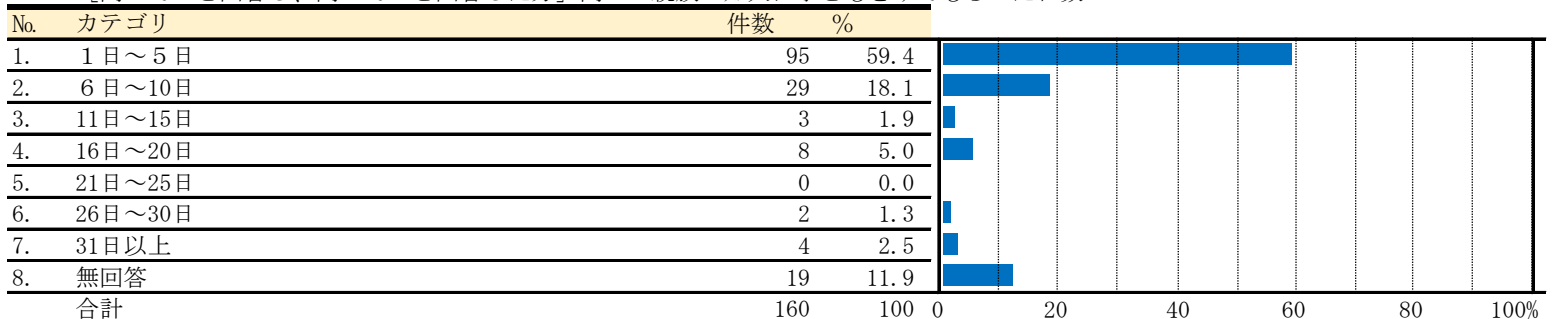 № カテゴリ 件数 %
1. 1日～5日 95 59.4
2. 6日～10日 29 18.1
3. 11日～15日 3 1.9
4. 16日～20日 8 5.0
5. 21日～25日 0 0.0
6. 26日～30日 2 1.3
7. 31日以上 4 2.5
8. 無回答 19 11.9
合計 160 100 0 20 40 60 80 100%